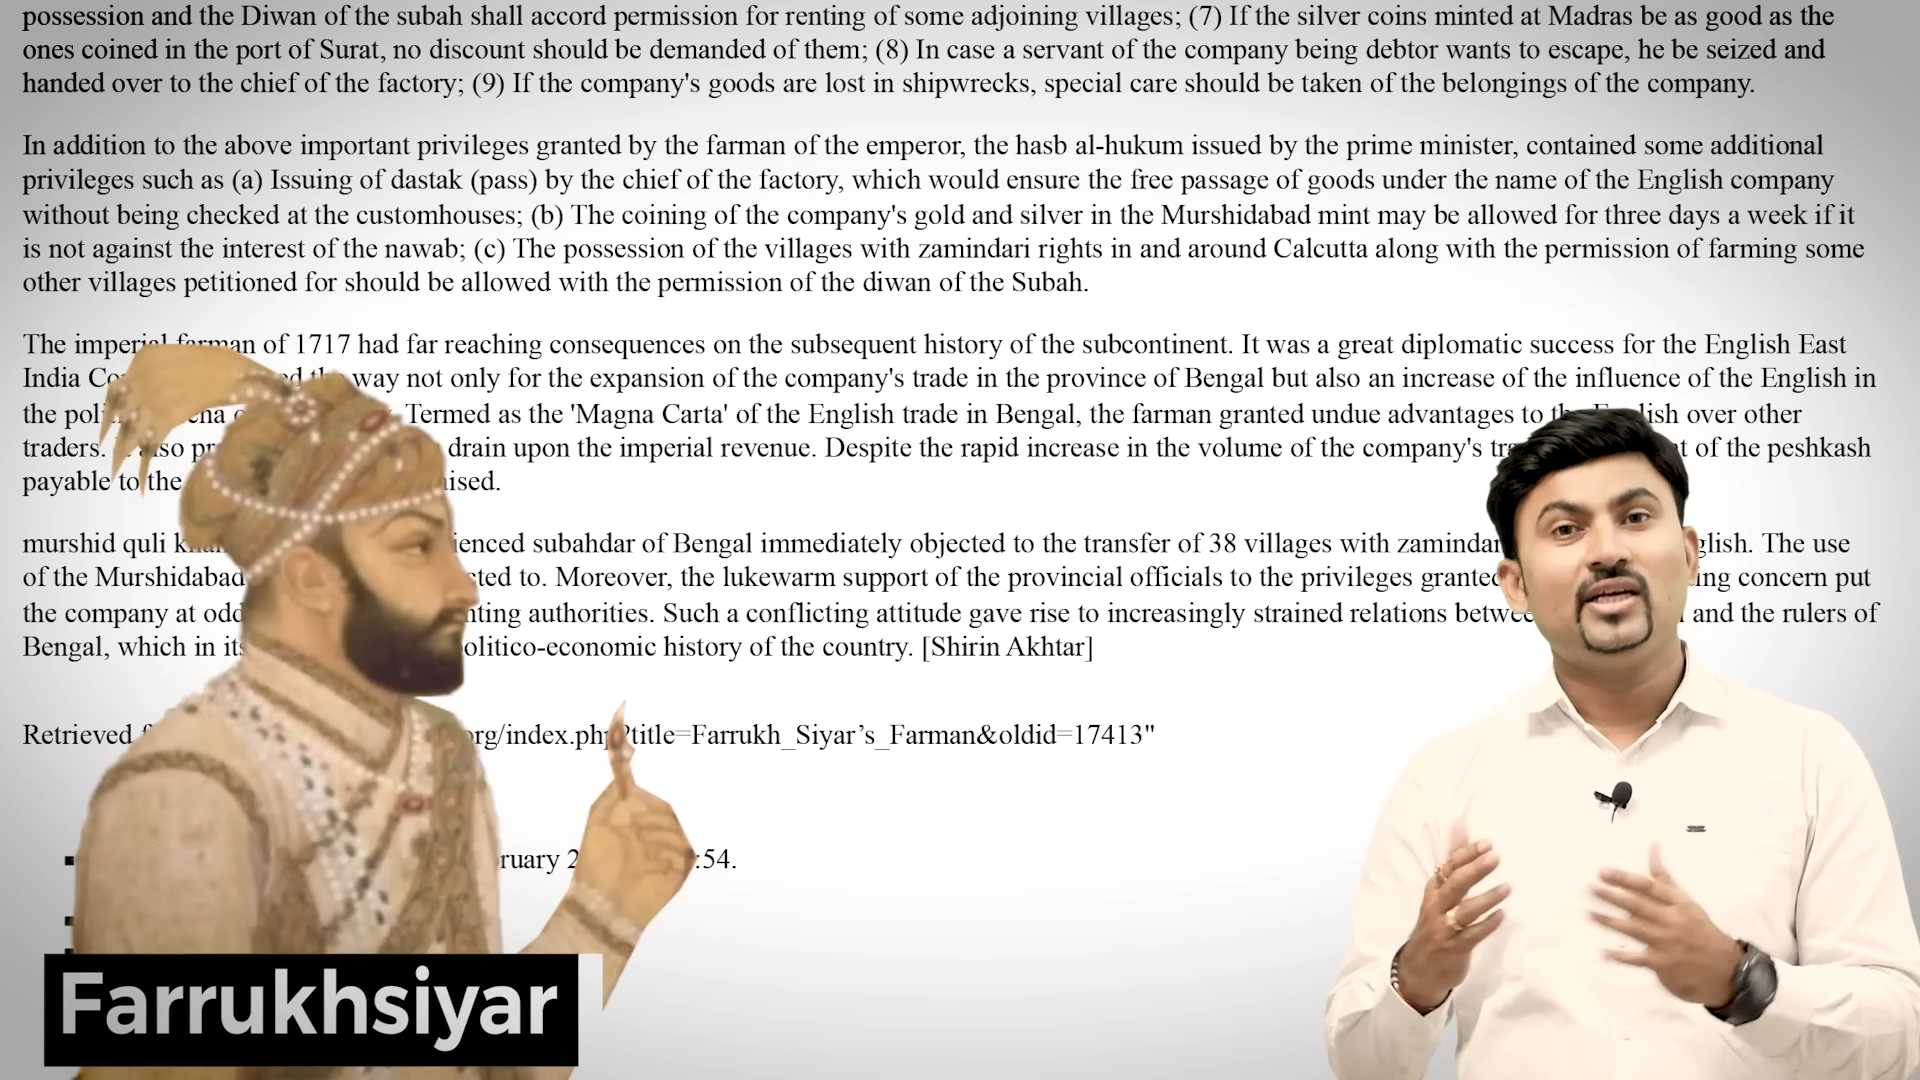 possession and the Diwan of the subah shall accord permission for renting of some adjoining villages; (7) If the silver coins minted at Madras be as good as the
ones coined in the port of Surat, no discount should be demanded of them; (8) In case a servant of the company being debtor wants to escape, he be seized and
handed over to the chief of the factory; (9) If the company's goods are lost in shipwrecks, special care should be taken of the belongings of the company.
In addition to the above important privileges granted by the farman of the emperor, the hasb al-hukum issued by the prime minister, contained some additional
privileges such as (a) Issuing of dastak (pass) by the chief of the factory, which would ensure the free passage of goods under the name of the English company
without being checked at the customhouses; (b) The coining of the company's gold and silver in the Murshidabad mint may be allowed for three days a week if it
is not against the interest of the nawab; (c) The possession of the villages with zamindari rights in and around Calcutta along with the permission of farming some
other villages petitioned for should be allowed with the permission of the diwan of the Subah.
The imperial farman of 1717 had far reaching consequences on the subsequent history of the subcontinent. It was a great diplomatic success for the English East
India way not only for the expansion of the company's trade in the province of Bengal but also an increase of the influence of the English in
the Termed as the 'Magna Carta' of the English trade in Bengal, the farman granted undue advantages to the English over other
traders. drain upon the imperial revenue. Despite the rapid increase in the volume of the company's of the peshkash
payable to the
murshid quli subahdar of Bengal immediately objected to the transfer of 38 villages with The use
of the Murshidabad to. Moreover, the lukewarm support of the provincial officials to the privileges concern put
the company at authorities. Such a conflicting attitude gave rise to increasingly strained relations and the rulers of
Bengal, which in history of the country. [Shirin Akhtar]
Retrieved org/index.php?title=Farrukh_Siyar’s_Farman&oldid=17413"
:54.
Farrukhsiyar